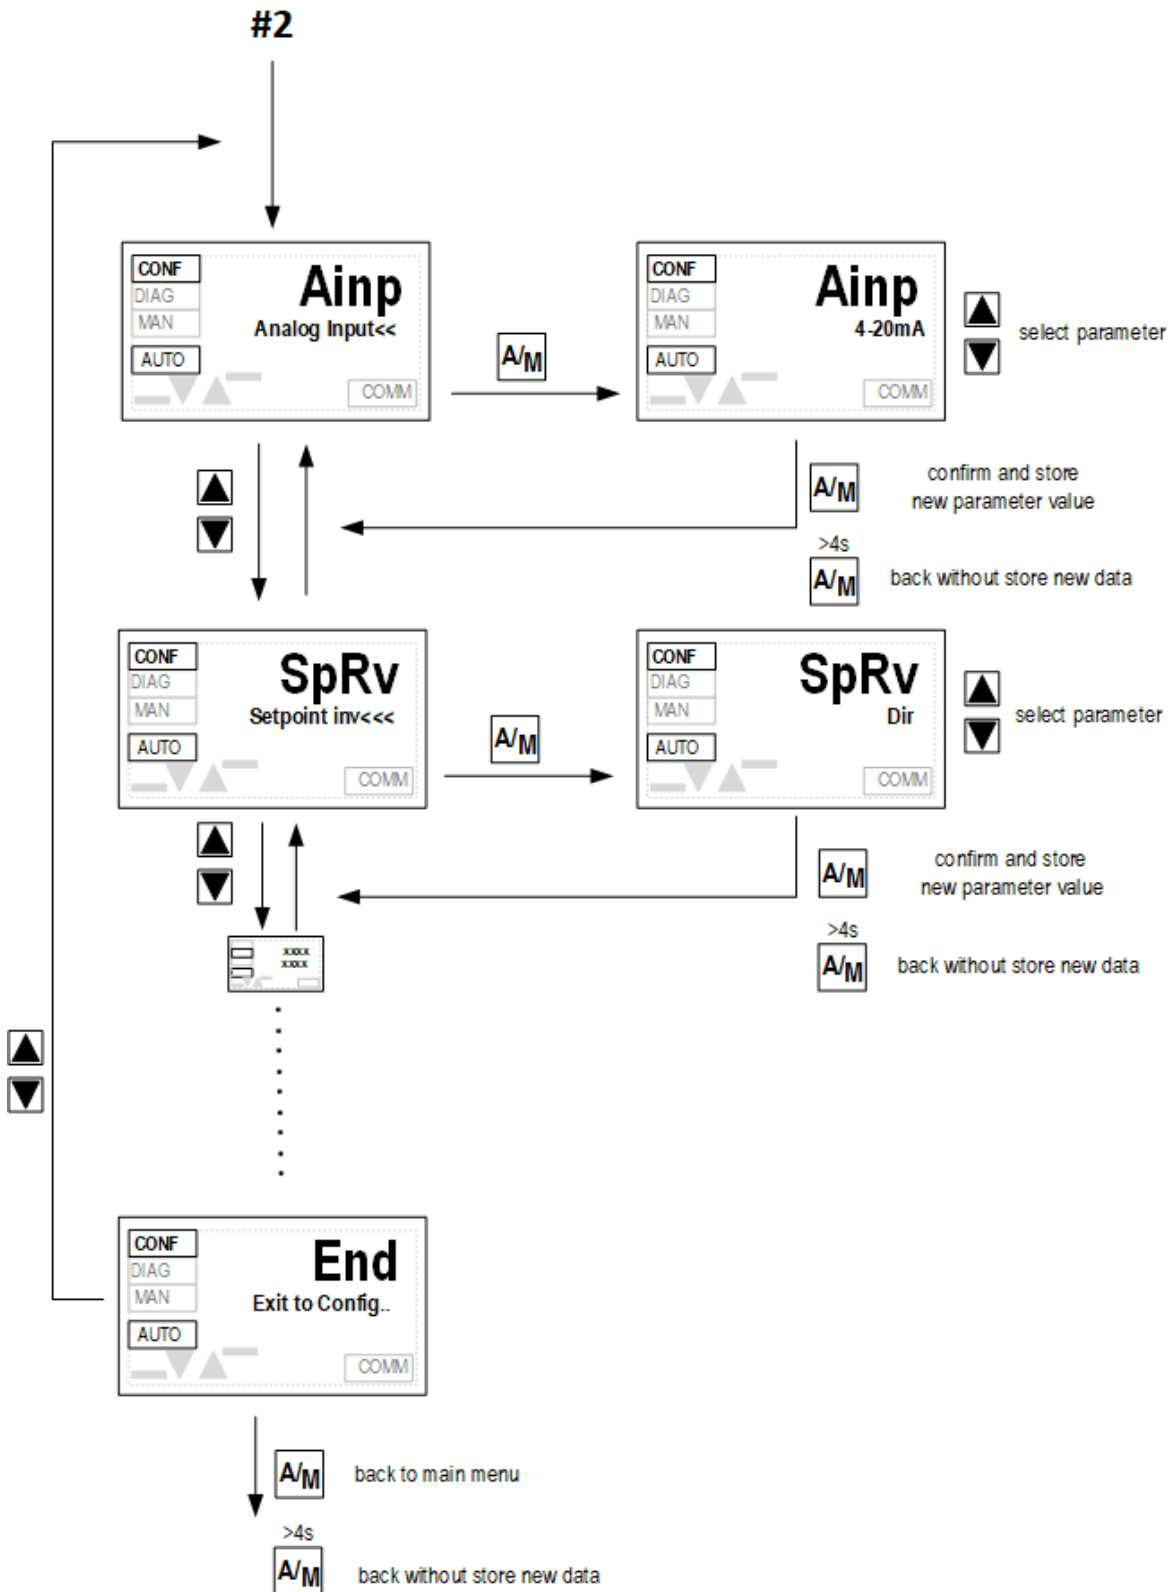 #2
CONF
DIAG
MAN
AUTO
Ainp
Analog Input<<
COMM
A/M
CONF
DIAG
MAN
AUTO
Ainp
4-20mA
COMM
select parameter
A/M
confirm and store
new parameter value
>4s
A/M
back without store new data
CONF
DIAG
MAN
AUTO
SpRv
Setpoint inv<<<
COMM
A/M
CONF
DIAG
MAN
AUTO
SpRv
Dir
COMM
select parameter
A/M
confirm and store
new parameter value
>4s
A/M
back without store new data
xxxx
xxxx
CONF
DIAG
MAN
AUTO
End
Exit to Config..
COMM
A/M
back to main menu
>4s
A/M
back without store new data